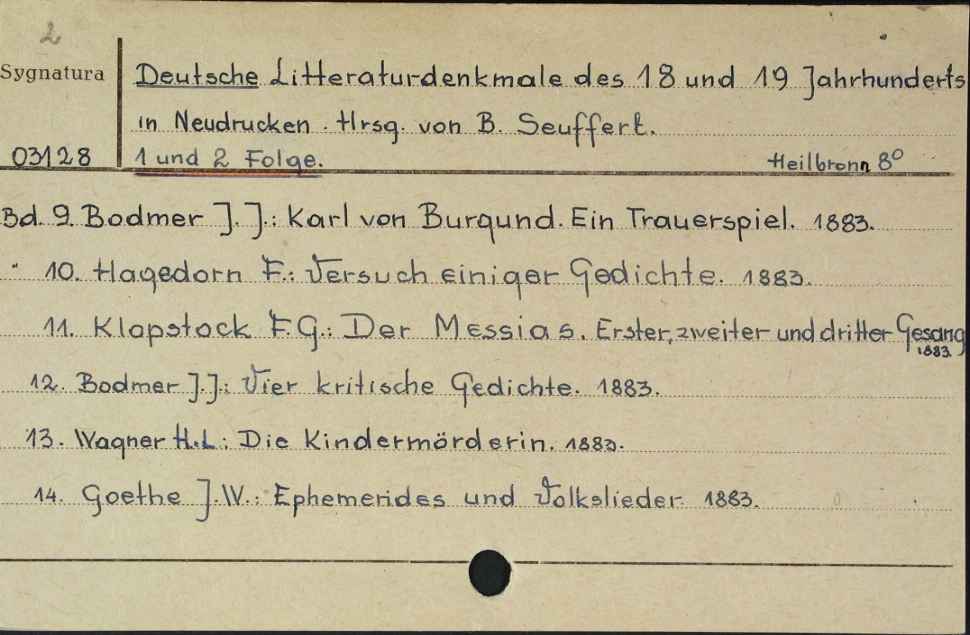 2
Sygnatura
Deutsche Litteraturdenkmale des 18 und 19 Jahrhunderts
in Neudrucken. Hrsg. von B. Seuffert.
03128
1 und 2 Folge.
Heilbronn 8°
Bd. 9. Bodmer J. J.: Karl von Burgund. Ein Trauerspiel. 1883.
" 10. Hagedorn F.: Versuch einiger Gedichte. 1883.
11. Klopstock F. G.: Der Messias. Erster, zweiter und dritter Gesang
1883.
12. Bodmer J. J.: Vier kritische Gedichte. 1883.
13. Wagner H. L.: Die Kindermörderin. 1883.
14. Goethe J. W.: Ephemerides und Volkslieder. 1883.